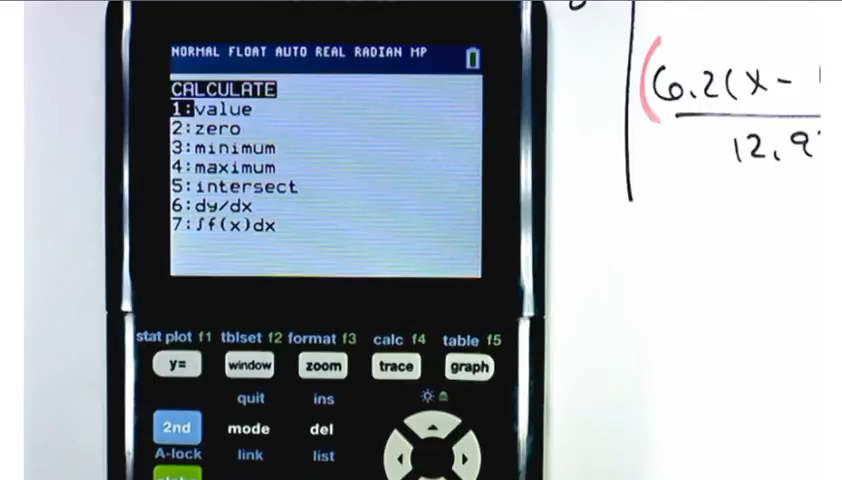 NORMAL FLOAT AUTO REAL RADIAN MP
CALCULATE
1:value
2:zero
3:minimum
4:maximum
5:intersect
6:dy/dx
7:∫f(x)dx
stat plot f1 tblset f2 format f3 calc f4 table f5
y= window zoom trace graph
quit ins
2nd mode del
A-lock link list
(6.2(x-
12.9